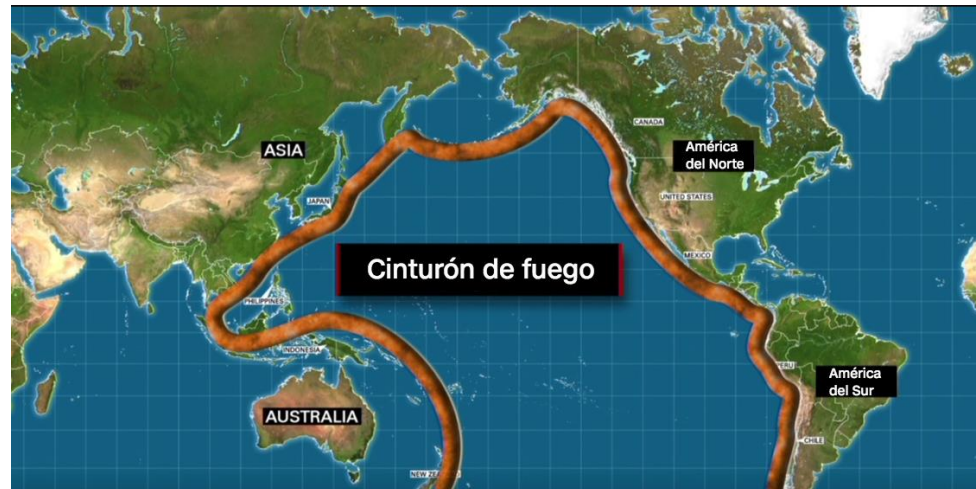 CANADA
ASIA
América
del Norte
JAPAN
UNITED STATES
MEXICO
Cinturón de fuego
PHILIPPINES
INDONESIA
PERU
América
del Sur
AUSTRALIA
CHILE
NEW